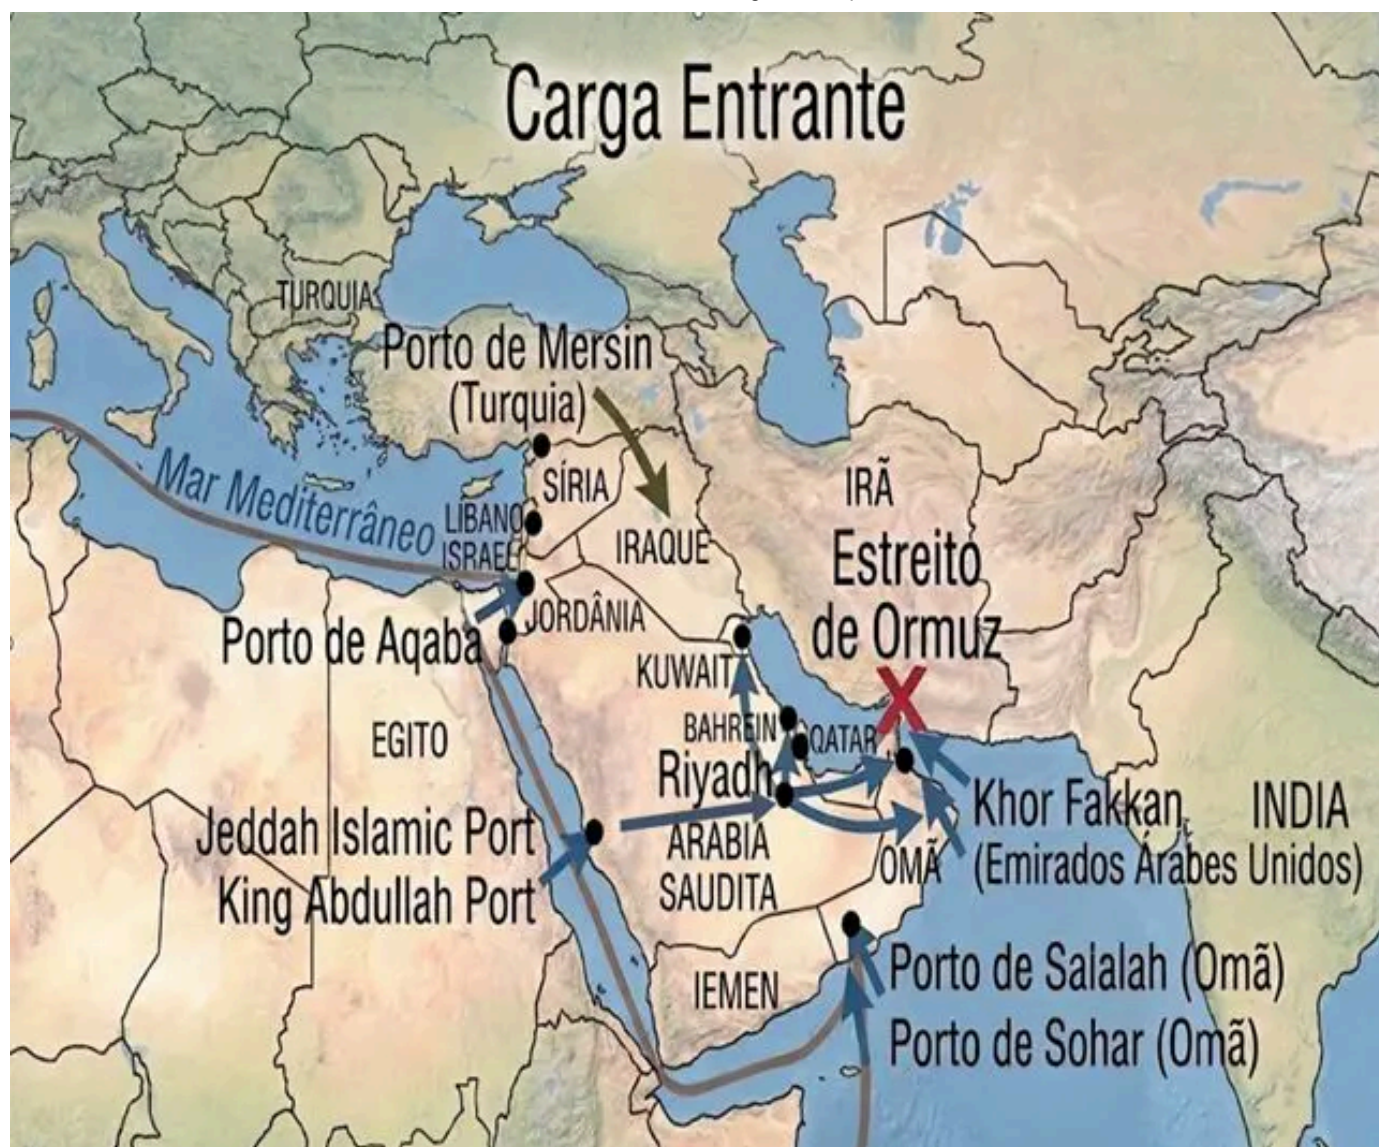 Carga Entrante
TURQUIA
Porto de Mersin
(Turquia)
Mar Mediterrâneo
SÍRIA
LÍBANO
ISRAEL
IRAQUE
IRÃ
Estreito
de Ormuz
JORDÂNIA
Porto de Aqaba
KUWAIT
EGITO
BAHREIN
QATAR
Riyadh
Khor Fakkan
(Emirados Árabes Unidos)
INDIA
Jeddah Islamic Port
King Abdullah Port
ARABIA
SAUDITA
OMÃ
IEMEN
Porto de Saialah (Omã)
Porto de Sohar (Omã)